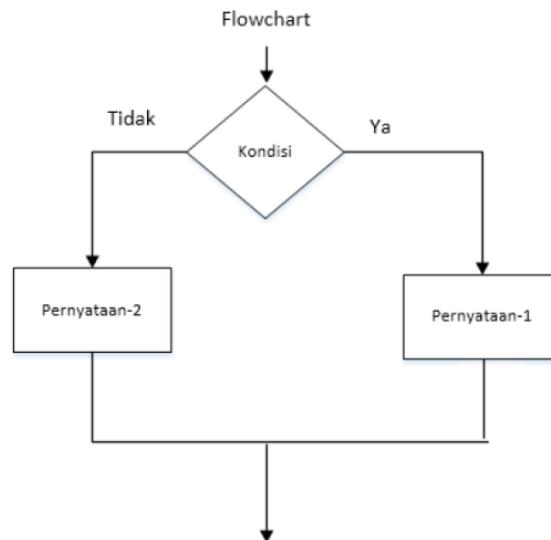 Flowchart
Tidak
Ya
Kondisi
Pernyataan-2
Pernyataan-1